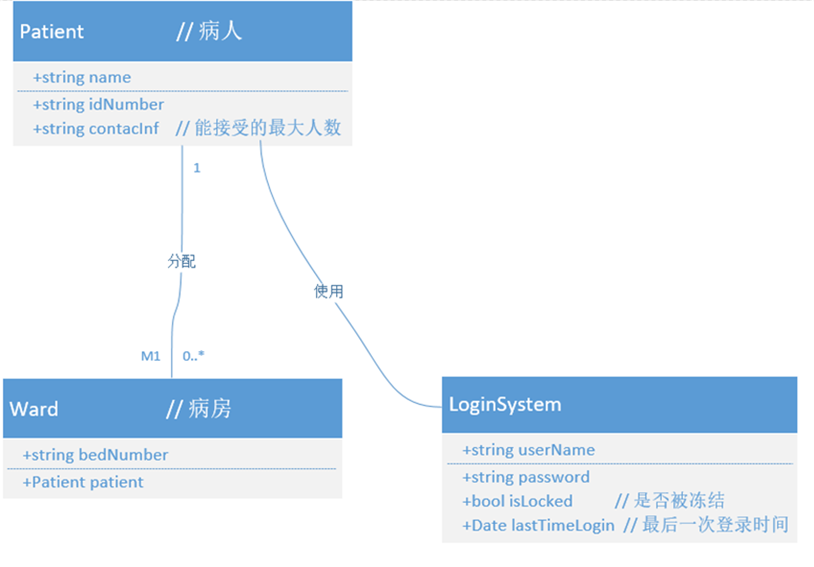 Patient // 病人
+string name
+string idNumber
+string contacInf // 能接受的最大人数
1
分配
使用
M1 0..*
Ward // 病房
+string bedNumber
+Patient patient
LoginSystem
+string userName
+string password
+bool isLocked // 是否被冻结
+Date lastTimeLogin // 最后一次登录时间